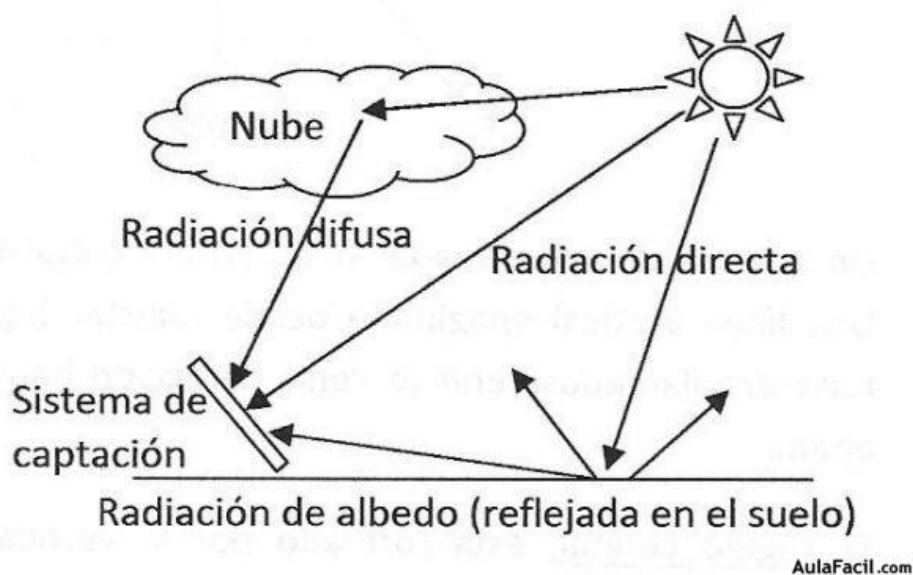 Nube
Radiación difusa
Radiación directa
Sistema de
captación
Radiación de albedo (reflejada en el suelo)
AulaFacil.com